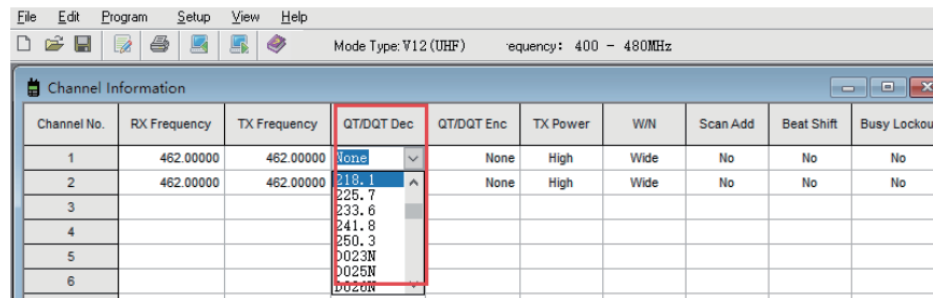 File Edit Program Setup View Help
Mode Type: V12 (UHF) requency: 400 - 480MHz
Channel Information
Channel No. RX Frequency TX Frequency QT/DQT Dec QT/DQT Enc TX Power W/N Scan Add Beat Shift Busy Lockou
1 462.00000 462.00000 None None High Wide No No No
2 462.00000 462.00000 218.1 None High Wide No No No
225.7
3 233.6
4 241.8
250.3
5 D023N
D025N
6 D026N